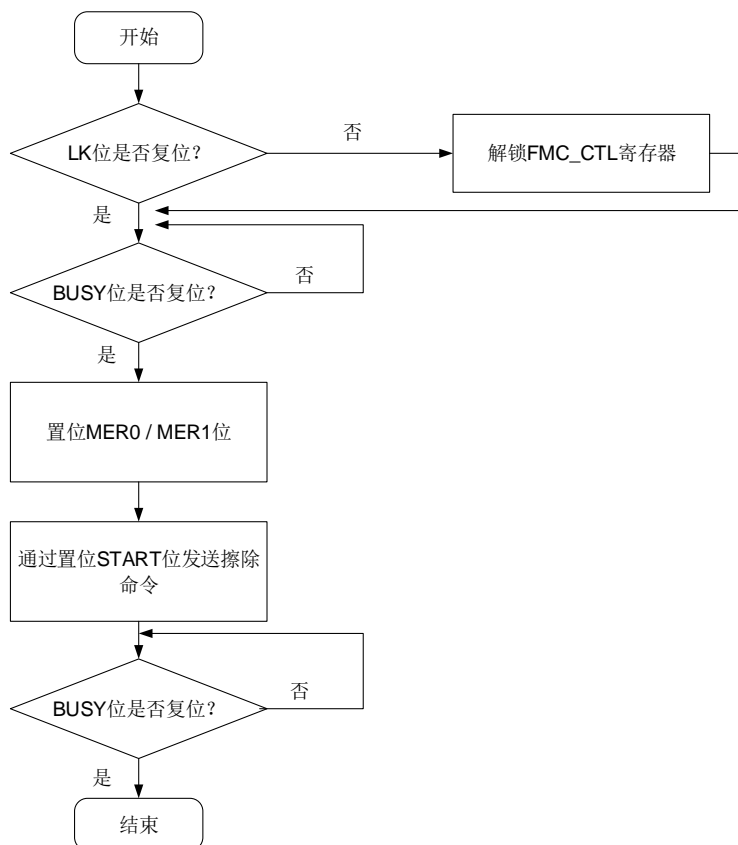 开始
LK位是否复位?
否
解锁FMC_CTL寄存器
是
BUSY位是否复位?
否
是
置位MER0 / MER1位
通过置位START位发送擦除
命令
BUSY位是否复位?
否
是
结束